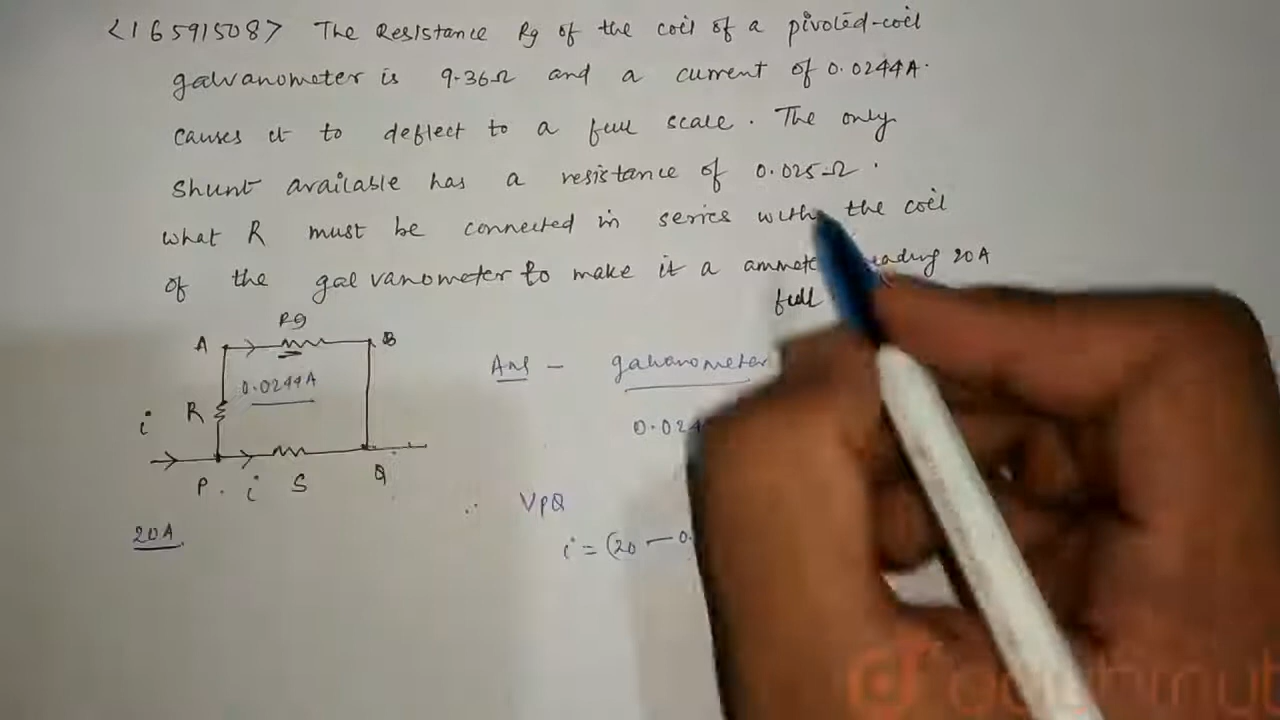 <16591508> The Resistance Rg of the coil of a pivoted-coil
galvanometer is 9.36Ω and a current of 0.0244A.
causes it to deflect to a full scale. The only
Shunt available has a resistance of 0.025Ω.
what R must be connected in series with the coil
of the galvanometer to make it a 20A
full
Rg
A B
0.0244A
R
i
P. i S Q
20A.
Ans - galvanometer
∴ VPQ
i = (20 — 0.